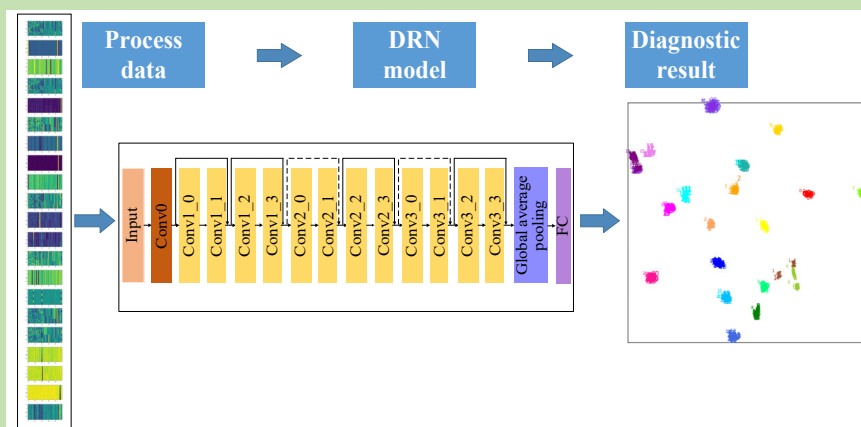 Process
data
DRN
model
Diagnostic
result
Input
Conv0
Conv1_0
Conv1_1
Conv1_2
Conv1_3
Conv2_0
Conv2_1
Conv2_2
Conv2_3
Conv3_0
Conv3_1
Conv3_2
Conv3_3
Global average
pooling
FC